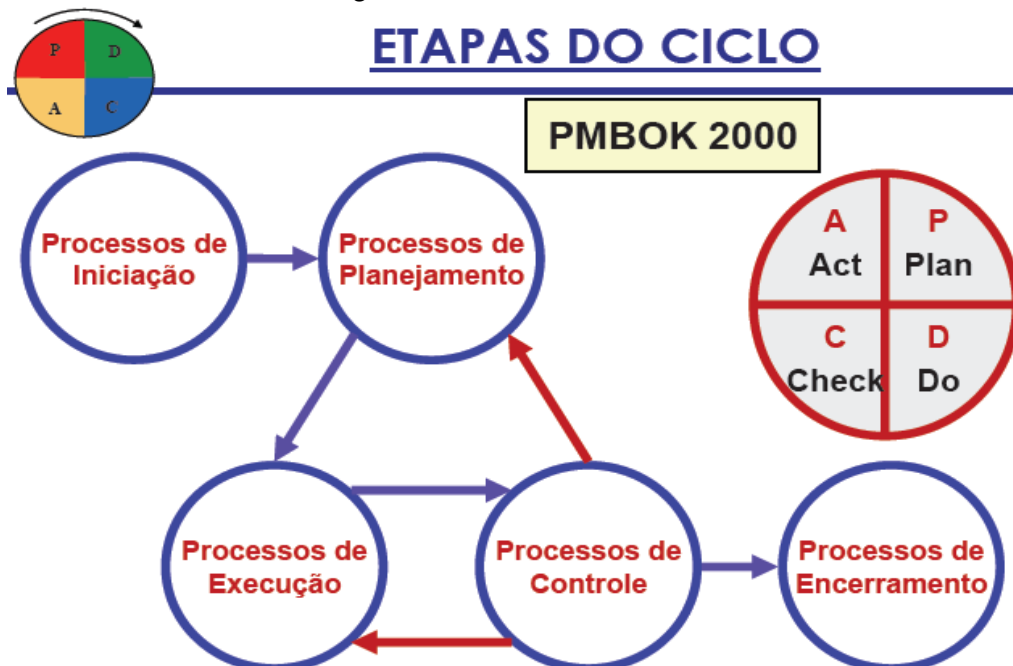 P D
A C
ETAPAS DO CICLO
PMBOK 2000
Processos de
Iniciação
Processos de
Planejamento
A P
Act Plan
C D
Check Do
Processos de
Execução
Processos de
Controle
Processos de
Encerramento